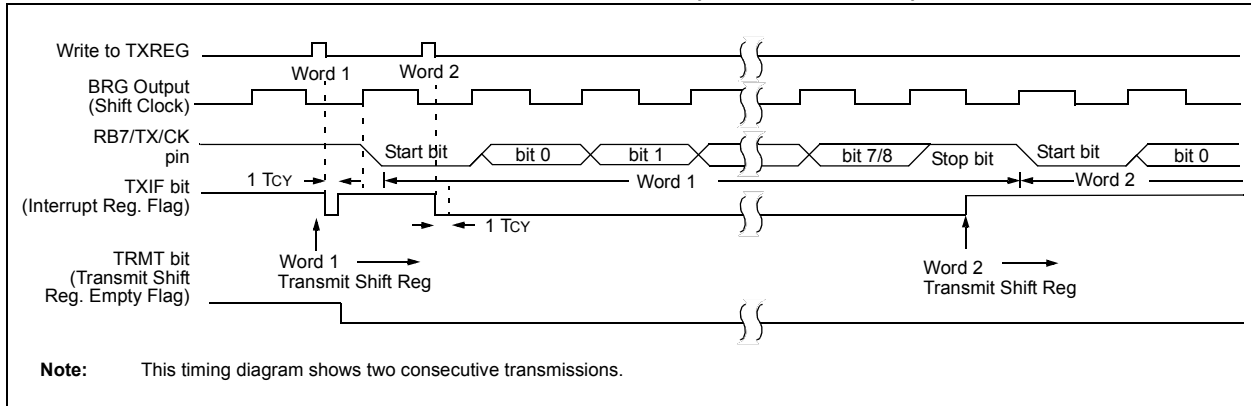 Write to TXREG
Word 1
Word 2
BRG Output
(Shift Clock)
RB7/TX/CK
pin
Start bit
bit 0
bit 1
bit 7/8
Stop bit
Start bit
bit 0
1 TCY
Word 1
Word 2
TXIF bit
(Interrupt Reg. Flag)
1 TCY
TRMT bit
(Transmit Shift
Reg. Empty Flag)
Word 1
Transmit Shift Reg
Word 2
Transmit Shift Reg
Note: This timing diagram shows two consecutive transmissions.